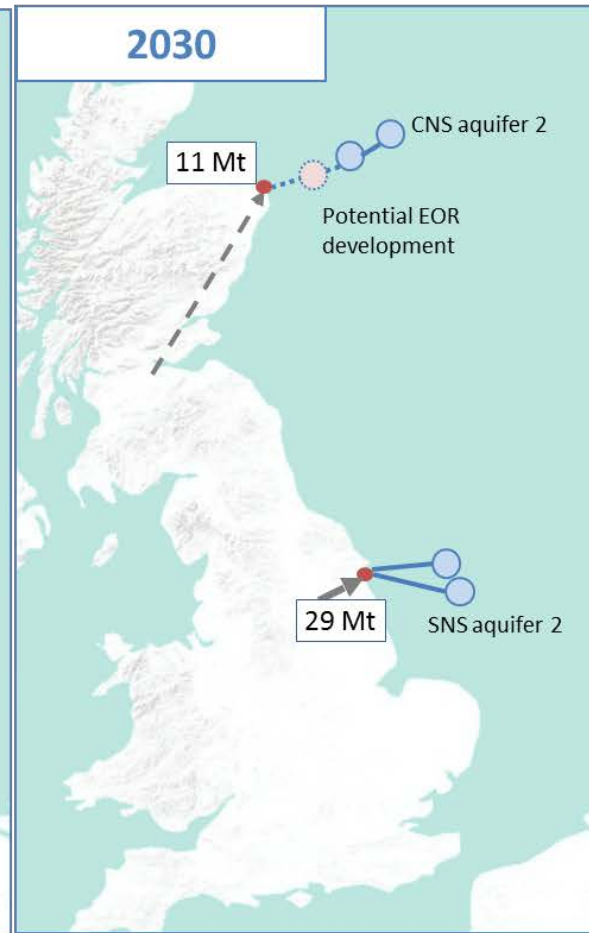 2030
CNS aquifer 2
11 Mt
Potential EOR
development
29 Mt
SNS aquifer 2